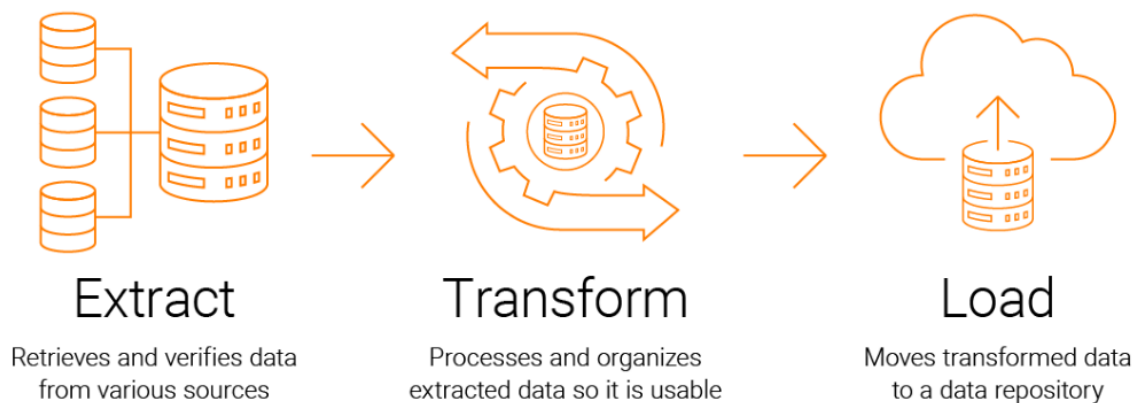 Extract
Retrieves and verifies data
from various sources
Transform
Processes and organizes
extracted data so it is usable
Load
Moves transformed data
to a data repository